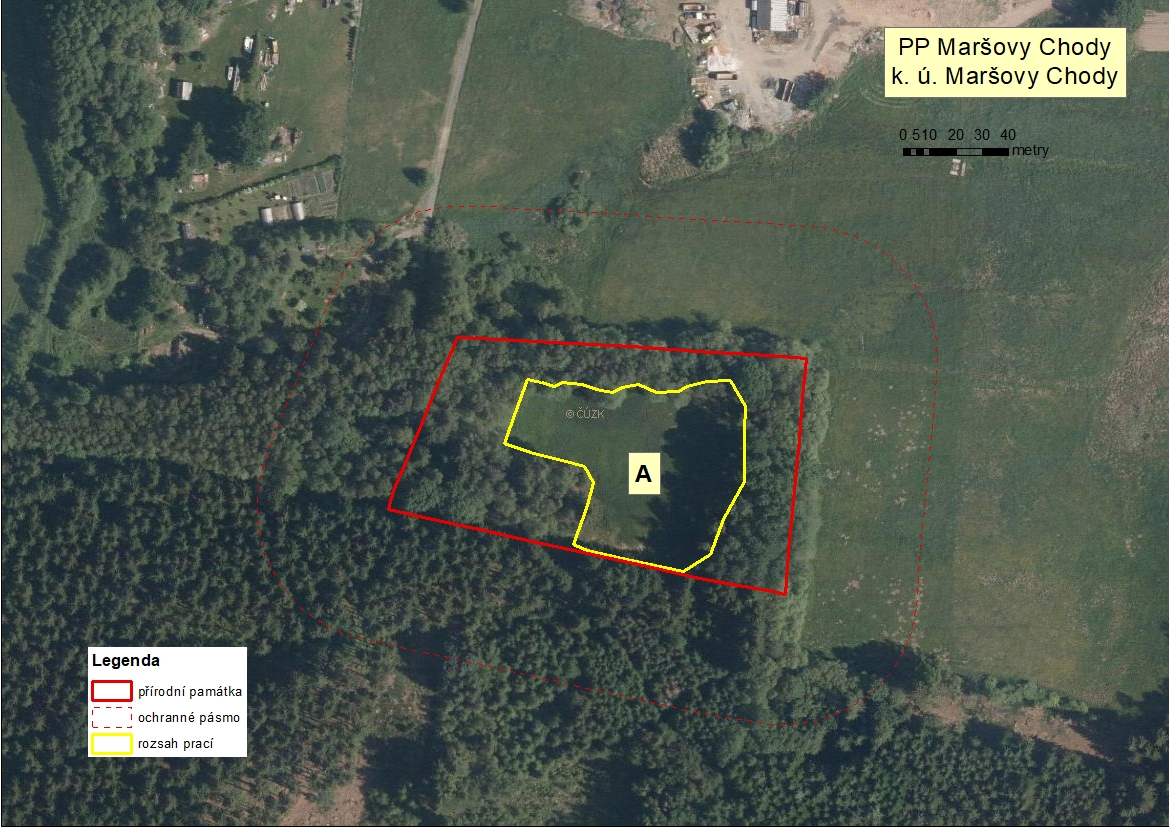 PP Maršovy Chody
k. ú. Maršovy Chody
0 510 20 30 40
metry
© ČÚZK
A
Legenda
přírodní památka
ochranné pásmo
rozsah prací